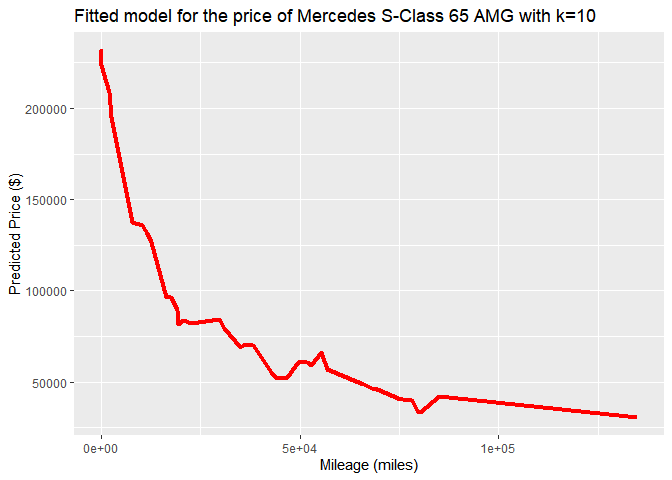 Fitted model for the price of Mercedes S-Class 65 AMG with k=10
200000
150000
100000
50000
Predicted Price ($)
0e+00 5e+04 1e+05
Mileage (miles)